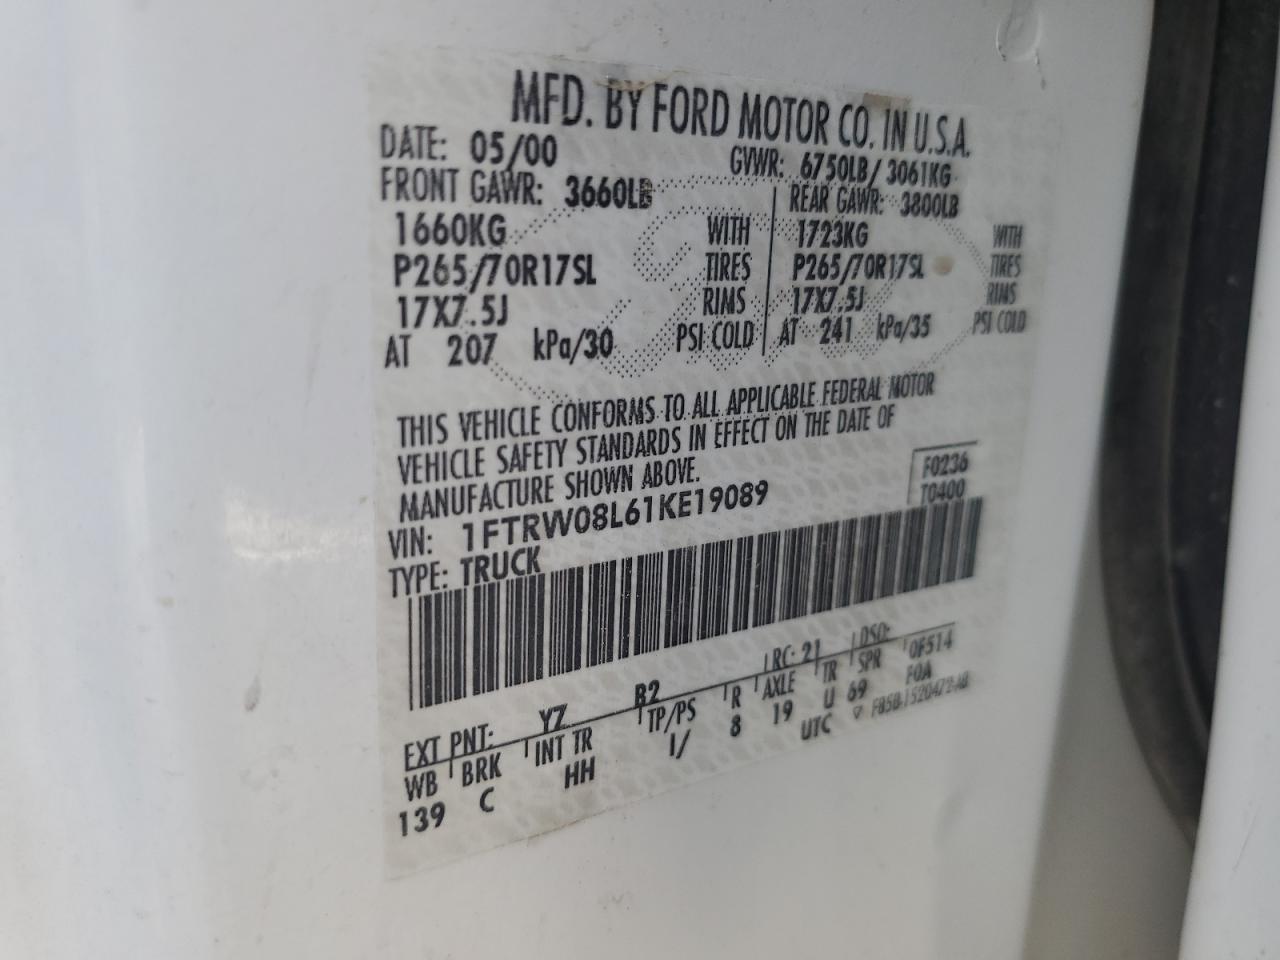 MFD. BY FORD MOTOR CO. IN U.S.A.
DATE: 05/00 GVWR: 6750LB/ 3061KG
FRONT GAWR: 3660LB REAR GAWR: 3800LB
1660KG WITH 1723KG WITH
P265/70R17SL TIRES P265/70R17SL TIRES
17X7.5J RIMS 17X7.5J RIMS
AT 207 kPa/30 PSI COLD AT 241 kPa/35 PSI COLD
THIS VEHICLE CONFORMS TO ALL APPLICABLE FEDERAL MOTOR
VEHICLE SAFETY STANDARDS IN EFFECT ON THE DATE OF
MANUFACTURE SHOWN ABOVE.
F0236
VIN: 1FTRW08L61KE19089 T0400
TYPE: TRUCK
EXT PNT: YZ B2 RC: 21 DSO:
WB BRK INT TR TP/PS R AXLE TR SPR 0F514
139 C HH I/ 8 19 U 69 F0A
UTC ▽ F85B-1520472-AB